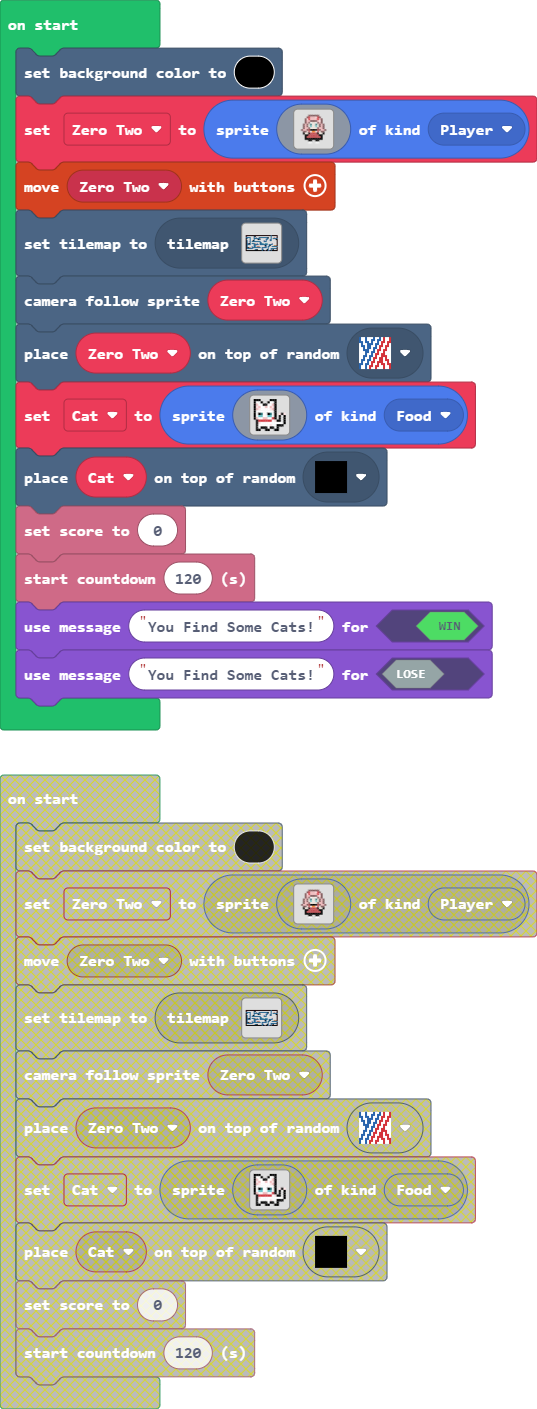 on start
set background color to
set Zero Two to sprite of kind Player
move Zero Two with buttons
set tilemap to tilemap
camera follow sprite Zero Two
place Zero Two on top of random
set Cat to sprite of kind Food
place Cat on top of random
set score to 0
start countdown 120 (s)
use message "You Find Some Cats!" for WIN
use message "You Find Some Cats!" for LOSE
on start
set background color to
set Zero Two to sprite of kind Player
move Zero Two with buttons
set tilemap to tilemap
camera follow sprite Zero Two
place Zero Two on top of random
set Cat to sprite of kind Food
place Cat on top of random
set score to 0
start countdown 120 (s)